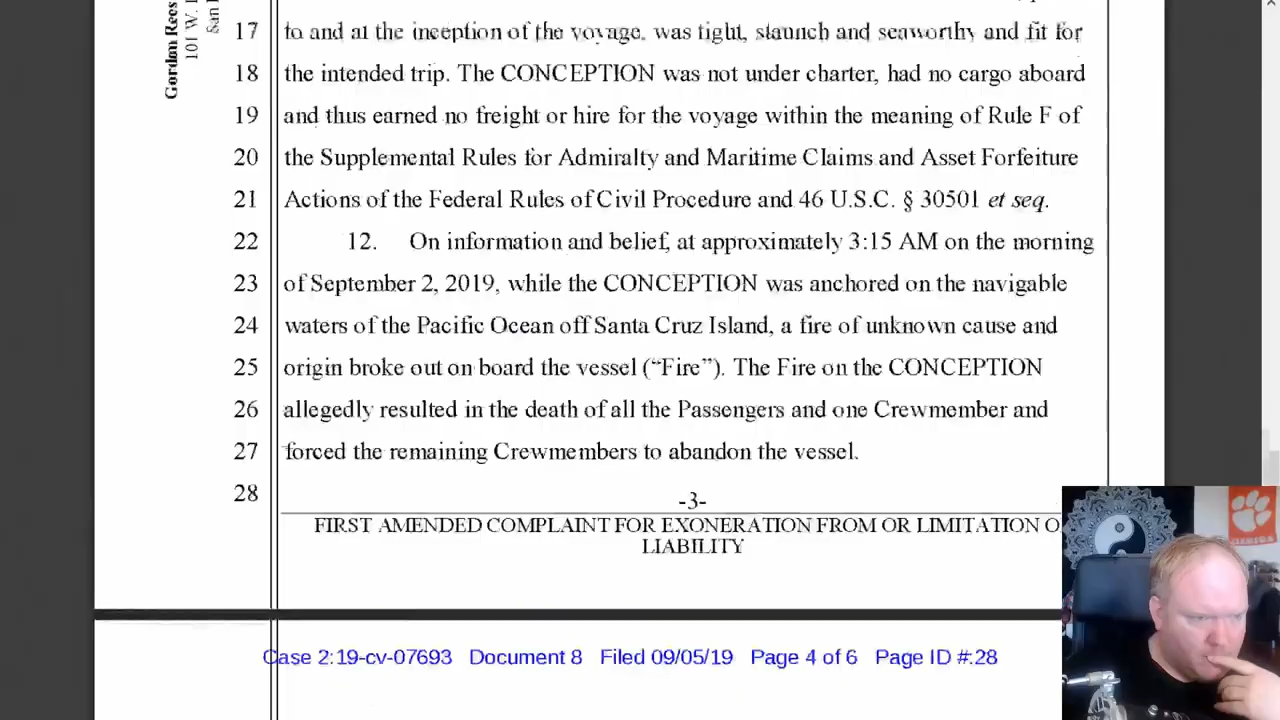 Gordon Rees
101 W.
San
17 to and at the inception of the voyage, was tight, staunch and seaworthy and fit for
18 the intended trip. The CONCEPTION was not under charter, had no cargo aboard
19 and thus earned no freight or hire for the voyage within the meaning of Rule F of
20 the Supplemental Rules for Admiralty and Maritime Claims and Asset Forfeiture
21 Actions of the Federal Rules of Civil Procedure and 46 U.S.C. § 30501 et seq.
22 12. On information and belief, at approximately 3:15 AM on the morning
23 of September 2, 2019, while the CONCEPTION was anchored on the navigable
24 waters of the Pacific Ocean off Santa Cruz Island, a fire of unknown cause and
25 origin broke out on board the vessel (“Fire”). The Fire on the CONCEPTION
26 allegedly resulted in the death of all the Passengers and one Crewmember and
27 forced the remaining Crewmembers to abandon the vessel.
28
-3-
FIRST AMENDED COMPLAINT FOR EXONERATION FROM OR LIMITATION O
LIABILITY
Case 2:19-cv-07693 Document 8 Filed 09/05/19 Page 4 of 6 Page ID #:28